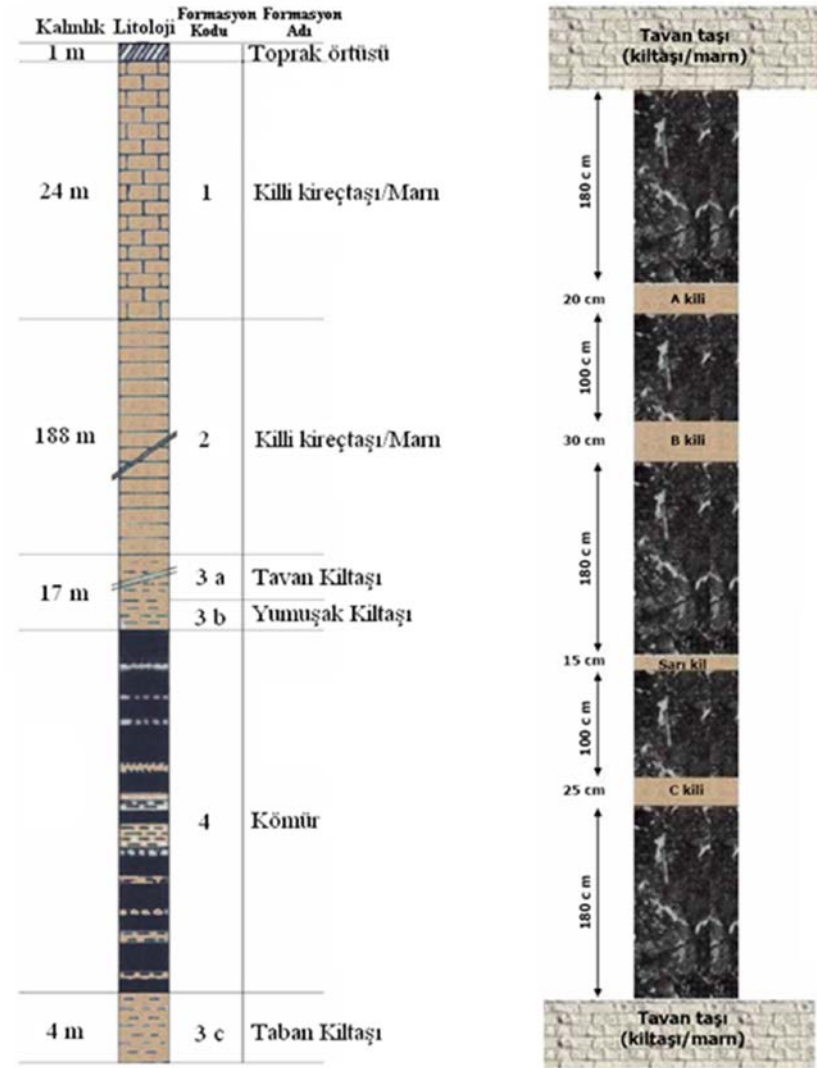 Kalınlık Litoloji Formasyon Kodu Formasyon Adı
1 m Toprak örtüsü
24 m 1 Killi kireçtaşı/Marn
188 m 2 Killi kireçtaşı/Marn
17 m
3 a Tavan Kiltaşı
3 b Yumuşak Kiltaşı
4 Kömür
4 m 3 c Taban Kiltaşı
Tavan taşı
(kiltaşı/marn)
180 c m
20 cm A kili
100 c m
30 cm B kili
180 c m
15 cm Sarı kil
100 c m
25 cm C kili
180 c m
Tavan taşı
(kiltaşı/marn)